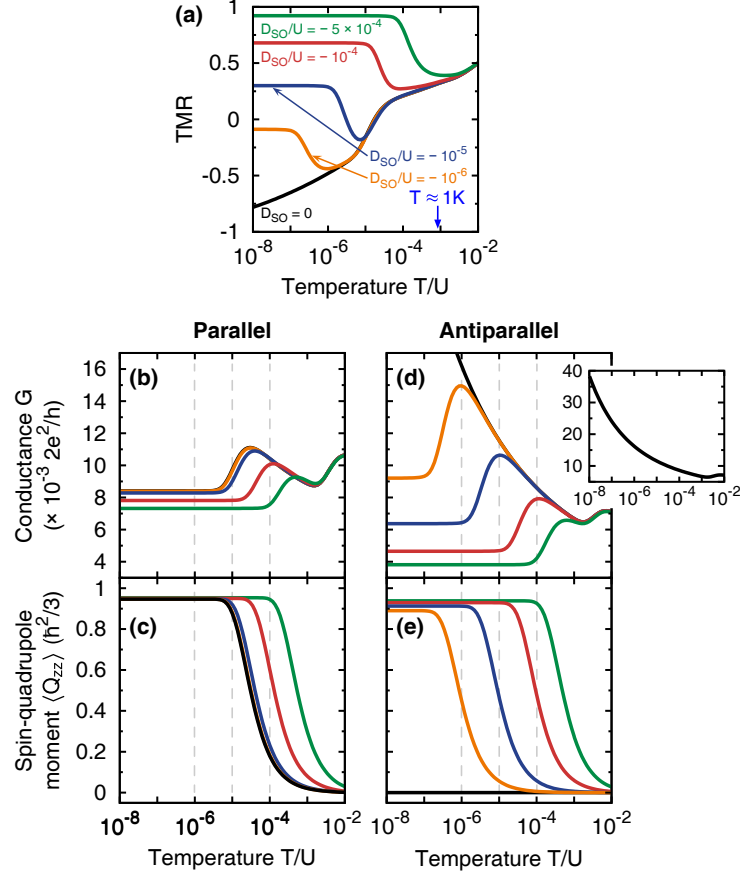 (a)
1
0.5
0
-0.5
-1
TMR
D_SO/U = − 5 × 10^-4
D_SO/U = − 10^-4
D_SO/U = − 10^-5
D_SO/U = − 10^-6
D_SO = 0
T ≈ 1K
10^-8 10^-6 10^-4 10^-2
Temperature T/U
Parallel
Antiparallel
(b)
16
14
12
10
8
6
4
Conductance G
(× 10^-3 2e^2/h)
(d)
40
30
20
10
10^-8 10^-6 10^-4 10^-2
(c)
1
0.8
0.6
0.4
0.2
0
Spin-quadrupole
moment ⟨Q_zz⟩ (ħ^2/3)
(e)
10^-8 10^-6 10^-4 10^-2
Temperature T/U
10^-8 10^-6 10^-4 10^-2
Temperature T/U